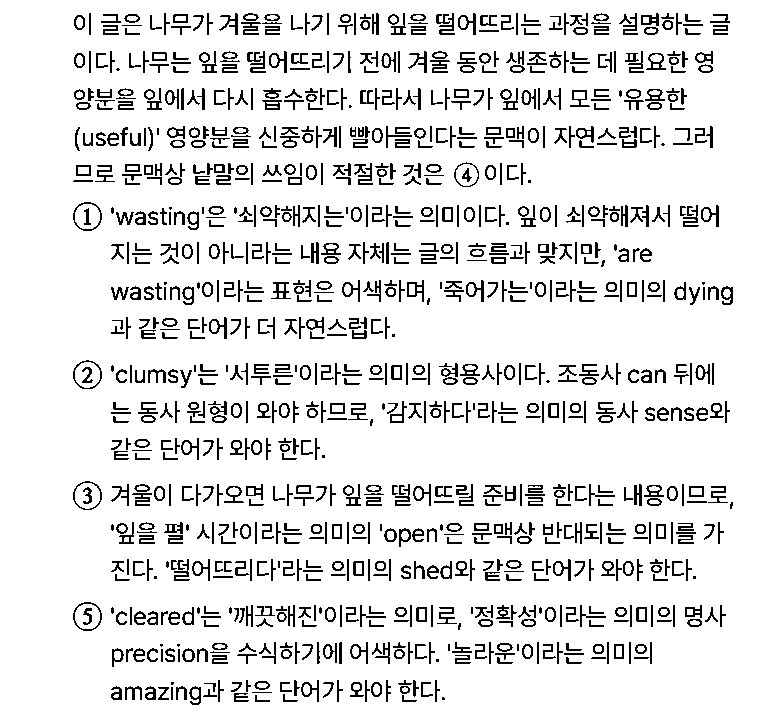 이 글은 나무가 겨울을 나기 위해 잎을 떨어뜨리는 과정을 설명하는 글
이다. 나무는 잎을 떨어뜨리기 전에 겨울 동안 생존하는 데 필요한 영
양분을 잎에서 다시 흡수한다. 따라서 나무가 잎에서 모든 '유용한
(useful)' 영양분을 신중하게 빨아들인다는 문맥이 자연스럽다. 그러
므로 문맥상 낱말의 쓰임이 적절한 것은 ④이다.
① 'wasting'은 '쇠약해지는'이라는 의미이다. 잎이 쇠약해져서 떨어
지는 것이 아니라는 내용 자체는 글의 흐름과 맞지만, 'are
wasting'이라는 표현은 어색하며, '죽어가는'이라는 의미의 dying
과 같은 단어가 더 자연스럽다.
② 'clumsy'는 '서투른'이라는 의미의 형용사이다. 조동사 can 뒤에
는 동사 원형이 와야 하므로, '감지하다'라는 의미의 동사 sense와
같은 단어가 와야 한다.
③ 겨울이 다가오면 나무가 잎을 떨어뜨릴 준비를 한다는 내용이므로,
'잎을 펼' 시간이라는 의미의 'open'은 문맥상 반대되는 의미를 가
진다. '떨어뜨리다'라는 의미의 shed와 같은 단어가 와야 한다.
⑤ 'cleared'는 '깨끗해진'이라는 의미로, '정확성'이라는 의미의 명사
precision을 수식하기에 어색하다. '놀라운'이라는 의미의
amazing과 같은 단어가 와야 한다.